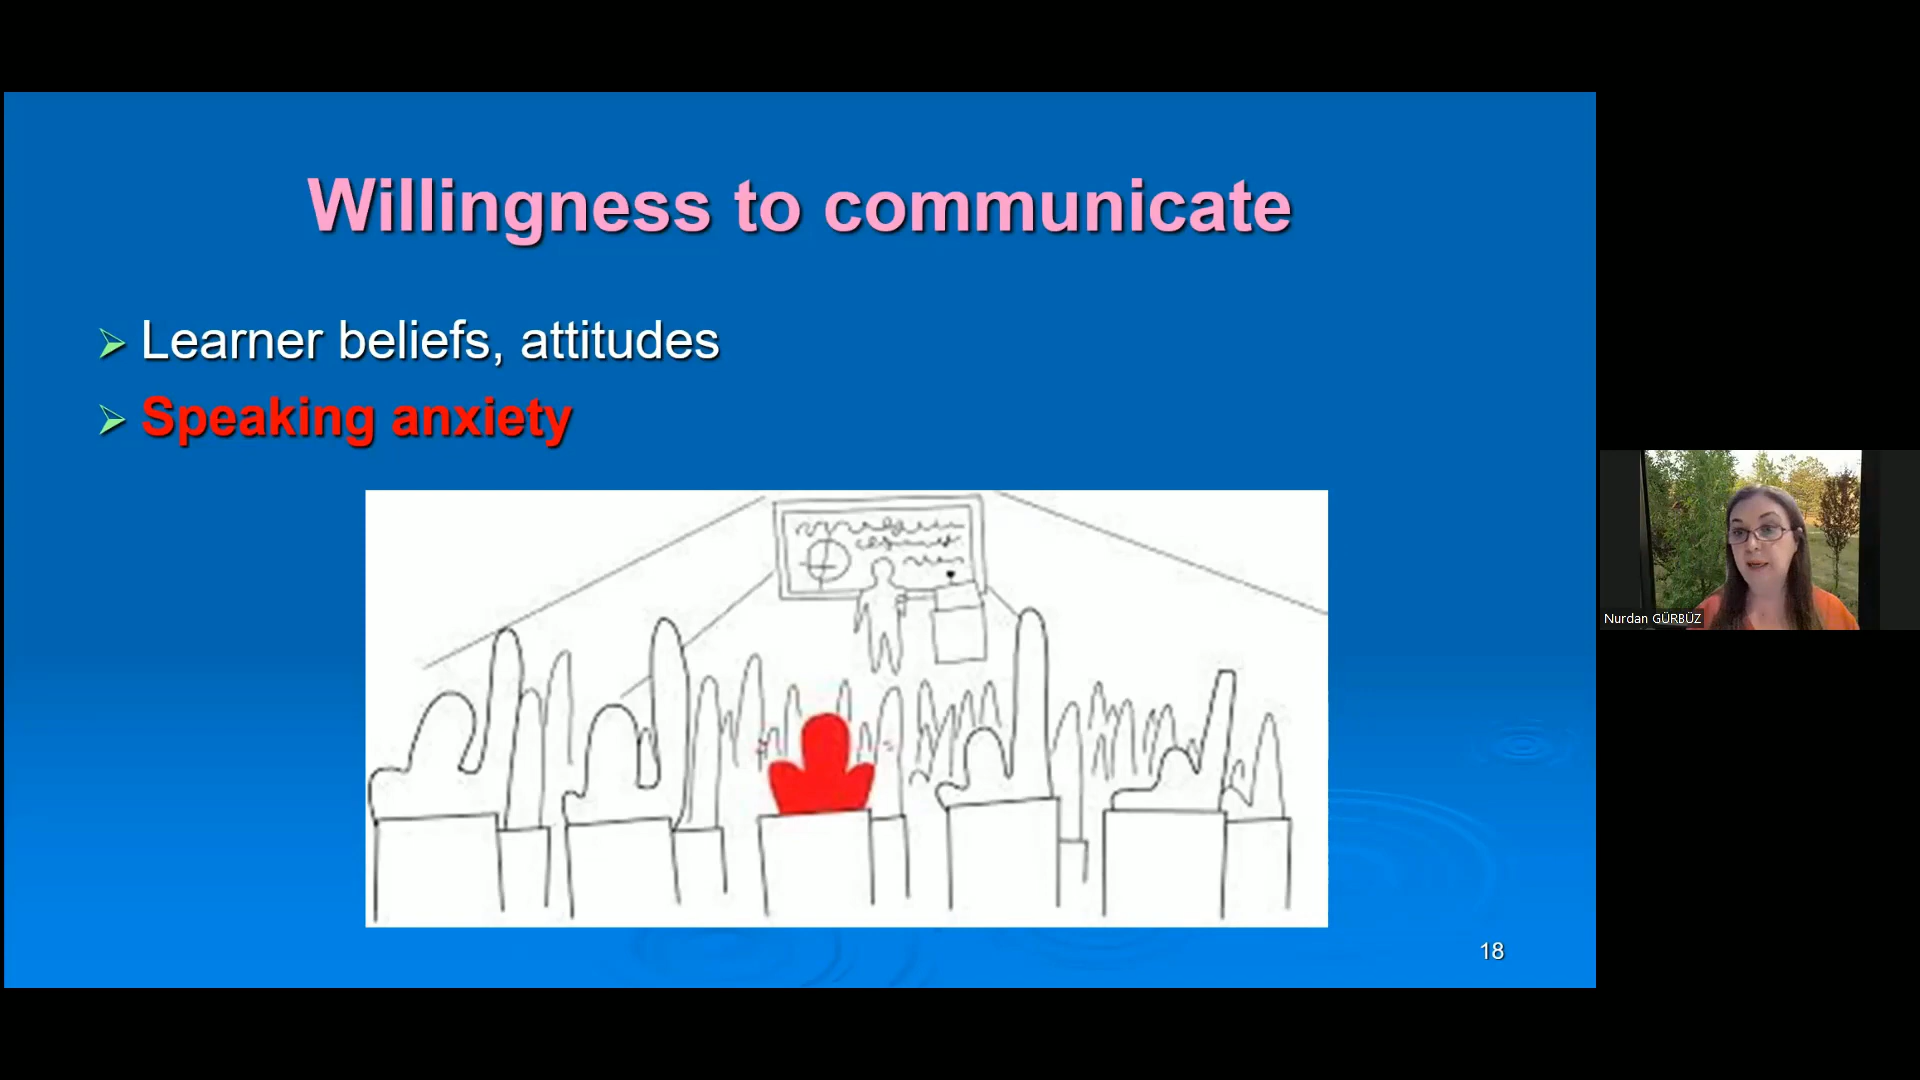 Willingness to communicate
Learner beliefs, attitudes
Speaking anxiety
18
Nurdan GÜRBÜZ